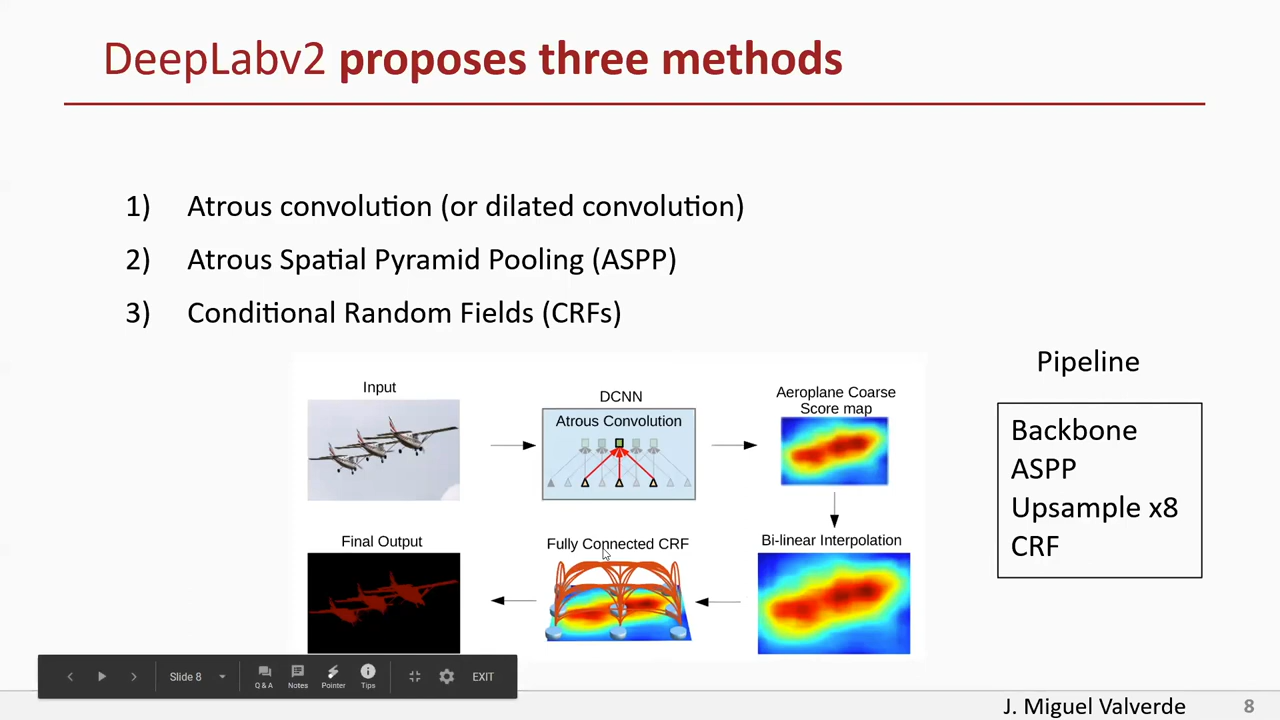 DeepLabv2 proposes three methods
1) Atrous convolution (or dilated convolution)
2) Atrous Spatial Pyramid Pooling (ASPP)
3) Conditional Random Fields (CRFs)
Input
DCNN
Atrous Convolution
Aeroplane Coarse
Score map
Final Output
Fully Connected CRF
Bi-linear Interpolation
Pipeline
Backbone
ASPP
Upsample x8
CRF
Slide 8
Q & A
Notes
Pointer
Tips
EXIT
J. Miguel Valverde
8